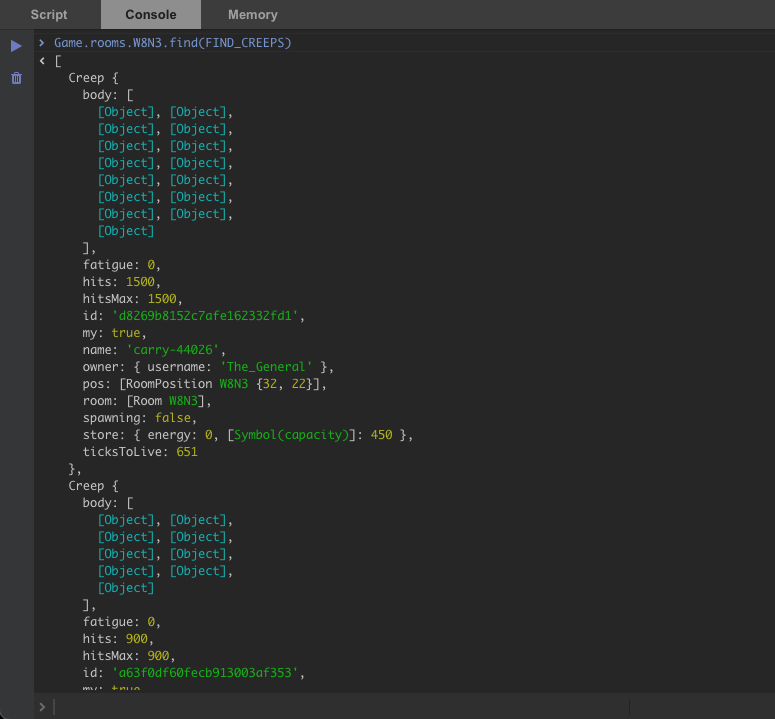 Script Console Memory
> Game.rooms.W8N3.find(FIND_CREEPS)
< [
Creep {
body: [
[Object], [Object],
[Object], [Object],
[Object], [Object],
[Object], [Object],
[Object], [Object],
[Object], [Object],
[Object], [Object],
[Object]
],
fatigue: 0,
hits: 1500,
hitsMax: 1500,
id: 'd8269b8152c7afe162332fd1',
my: true,
name: 'carry-44026',
owner: { username: 'The_General' },
pos: [RoomPosition W8N3 {32, 22}],
room: [Room W8N3],
spawning: false,
store: { energy: 0, [Symbol(capacity)]: 450 },
ticksToLive: 651
},
Creep {
body: [
[Object], [Object],
[Object], [Object],
[Object], [Object],
[Object], [Object],
[Object]
],
fatigue: 0,
hits: 900,
hitsMax: 900,
id: 'a63f0df60fecb913003af353',
my: true
>